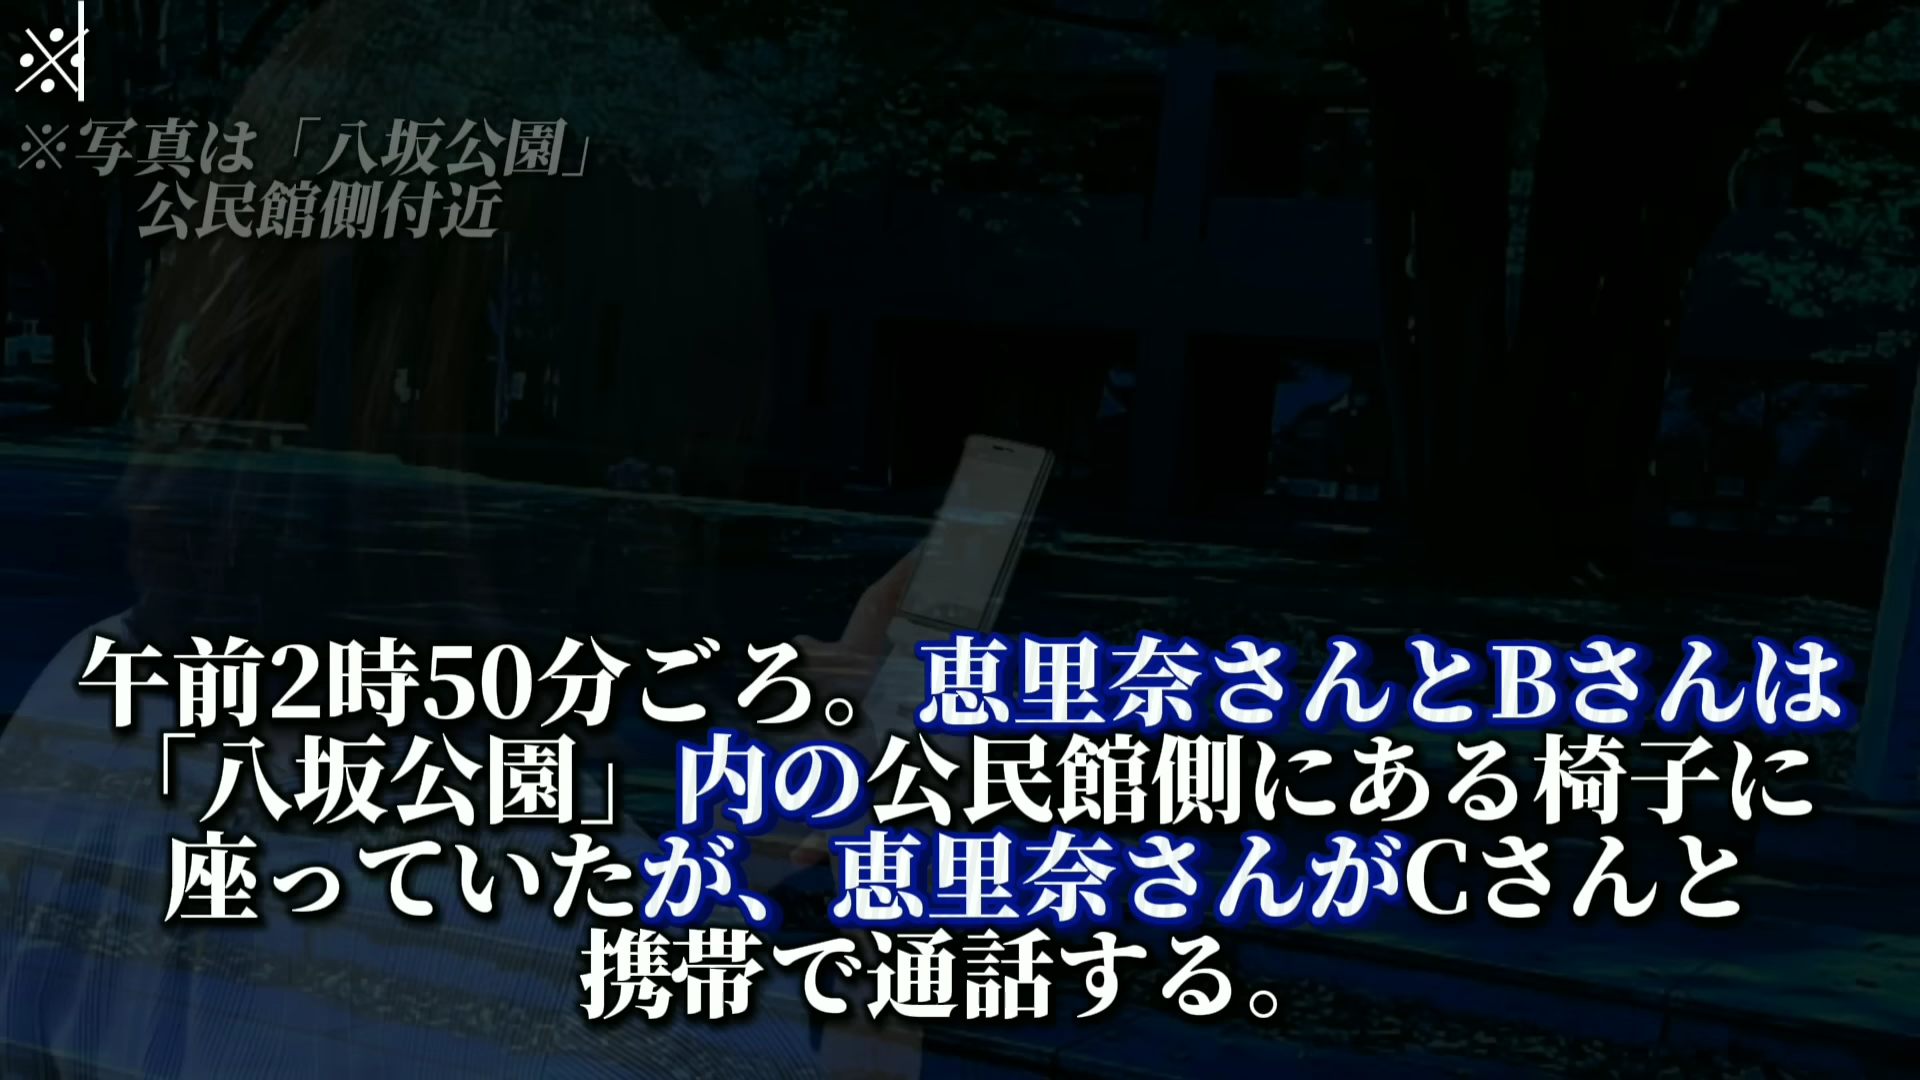 ※
※写真は「八坂公園」
公民館側付近
午前2時50分ごろ。恵里奈さんとBさんは
「八坂公園」内の公民館側にある椅子に
座っていたが、恵里奈さんがCさんと
携帯で通話する。